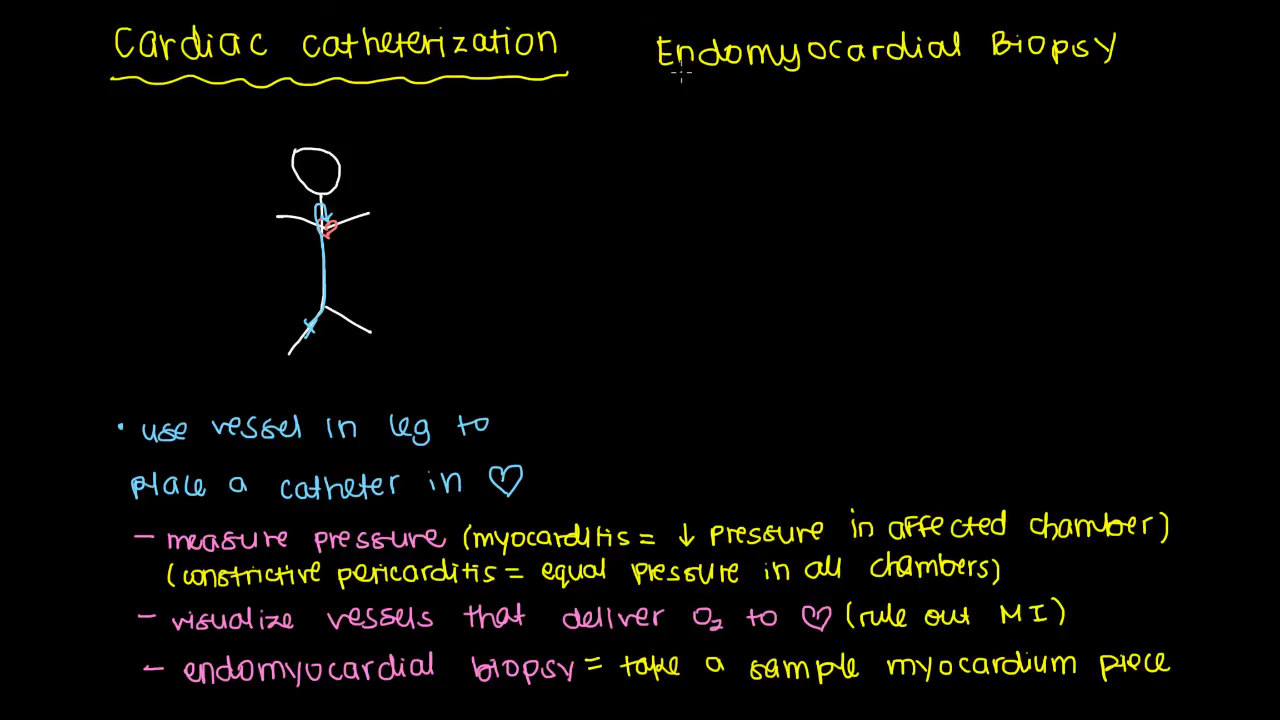 Cardiac catheterization
Endomyocardial Biopsy
• use vessel in leg to
place a catheter in ♡
- measure pressure (myocarditis = ↓ pressure in affected chamber)
(constrictive pericarditis = equal pressure in all chambers)
- visualize vessels that deliver O₂ to ♡ (rule out MI)
- endomyocardial biopsy = take a sample myocardium piece